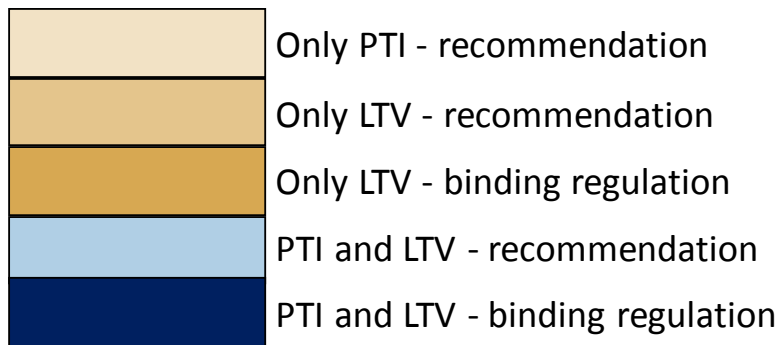 Only PTI - recommendation
Only LTV - recommendation
Only LTV - binding regulation
PTI and LTV - recommendation
PTI and LTV - binding regulation